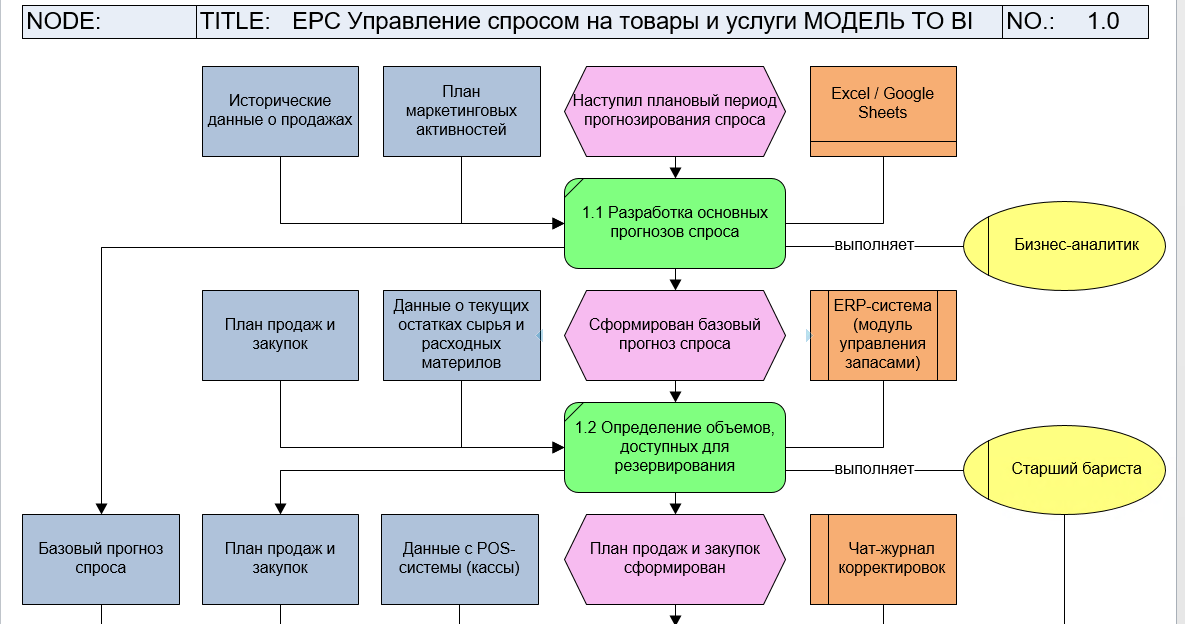 NODE:
TITLE: EPC Управление спросом на товары и услуги МОДЕЛЬ TO BI
NO.: 1.0
Исторические
данные о продажах
План
маркетинговых
активностей
Наступил плановый период
прогнозирования спроса
Excel / Google
Sheets
1.1 Разработка основных
прогнозов спроса
выполняет
Бизнес-аналитик
План продаж и
закупок
Данные о текущих
остатках сырья и
расходных
материлов
Сформирован базовый
прогноз спроса
ERP-система
(модуль
управления
запасами)
1.2 Определение объемов,
доступных для
резервирования
выполняет
Старший бариста
Базовый прогноз
спроса
План продаж и
закупок
Данные с POS-
системы (кассы)
План продаж и закупок
сформирован
Чат-журнал
корректировок